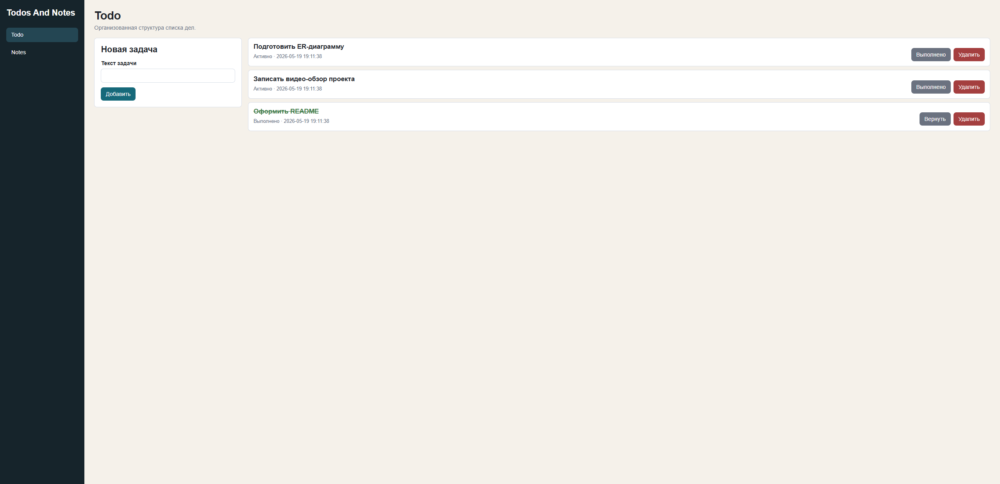 Todos And Notes
Todo
Notes
Todo
Организованная структура списка дел.
Новая задача
Текст задачи
Добавить
Подготовить ER-диаграмму
Активно · 2026-05-19 19:11:38
Выполнено Удалить
Записать видео-обзор проекта
Активно · 2026-05-19 19:11:38
Выполнено Удалить
Оформить README
Выполнено · 2026-05-19 19:11:38
Вернуть Удалить